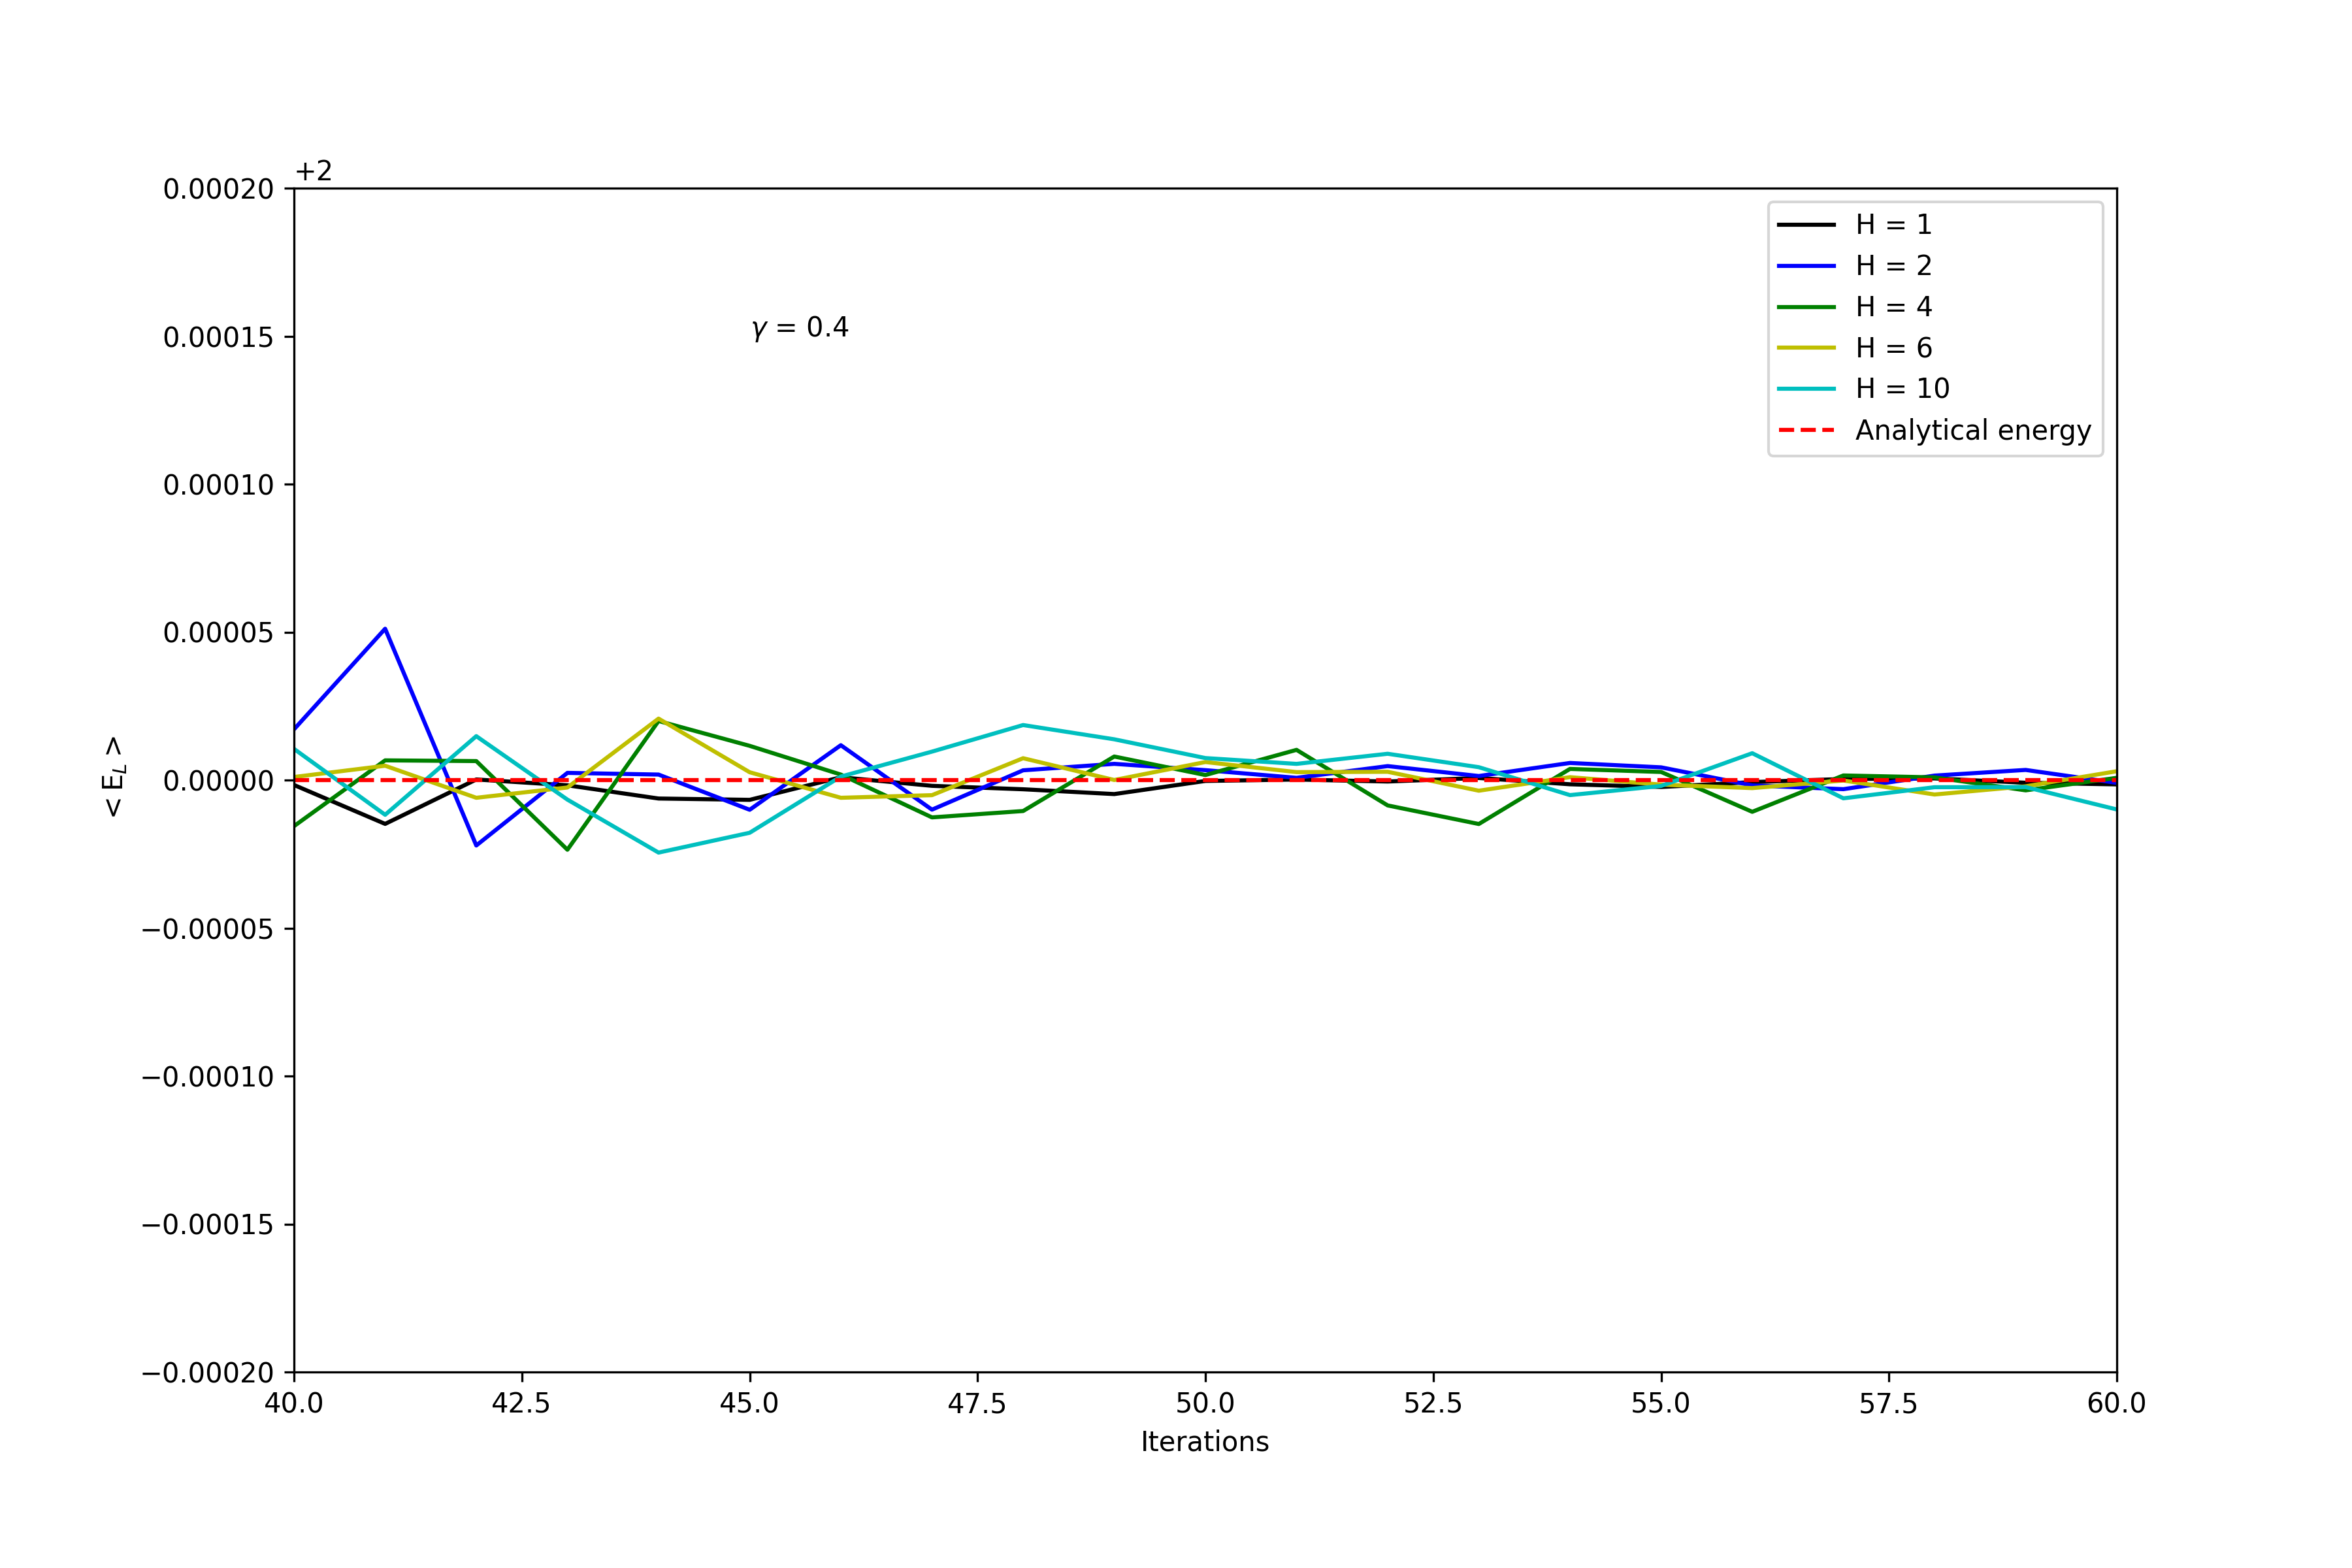 +2
0.00020
0.00015
0.00010
0.00005
0.00000
−0.00005
−0.00010
−0.00015
−0.00020
< E_L >
γ = 0.4
H = 1
H = 2
H = 4
H = 6
H = 10
Analytical energy
40.0 42.5 45.0 47.5 50.0 52.5 55.0 57.5 60.0
Iterations